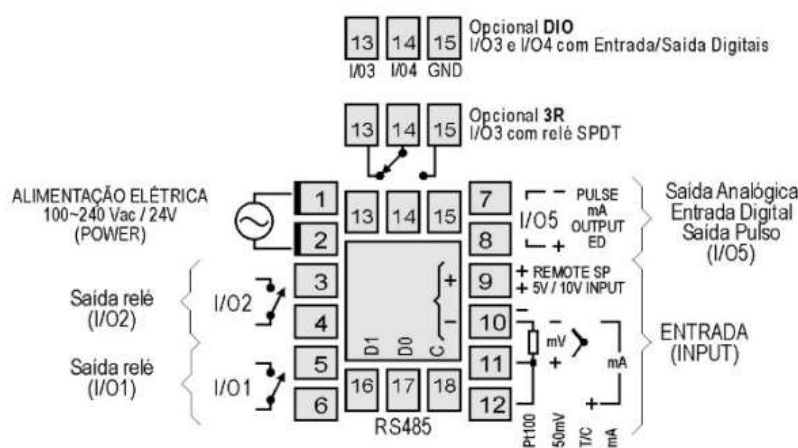 13 14 15
I/03 I/04 GND
Opcional DIO
I/O3 e I/O4 com Entrada/Saída Digitais
13 14 15
Opcional 3R
I/O3 com relé SPDT
ALIMENTAÇÃO ELÉTRICA
100~240 Vac / 24V
(POWER)
1
2
3
4
5
6
13 14 15
7
8
9
10
11
12
16 17 18
D1
D0
C
+
−
RS485
Saída relé
(I/O2)
I/O2
Saída relé
(I/O1)
I/O1
I/O5
− PULSE
mA
OUTPUT
+ ED
Saída Analógica
Entrada Digital
Saída Pulso
(I/O5)
+ REMOTE SP
+ 5V / 10V INPUT
−
mV
−
+
mA
+
ENTRADA
(INPUT)
Pt100
50mV
T/C
mA